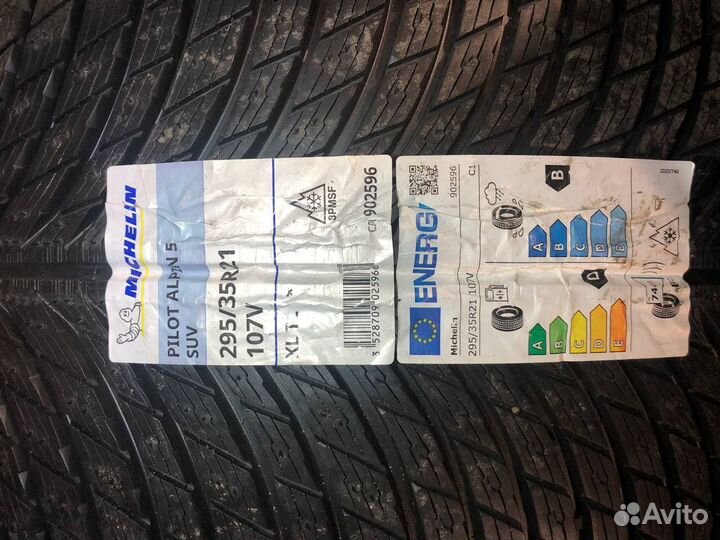 MICHELIN
PILOT ALPIN 5
SUV
295/35R21
107V
XL
3PMSF
CAI 902596
3 528709 025966
2020/740
C1
902596
ENERG
Michelin
295/35R21 107V
B
A
B
C
D
E
D
A
B
C
D
E
74
Avito